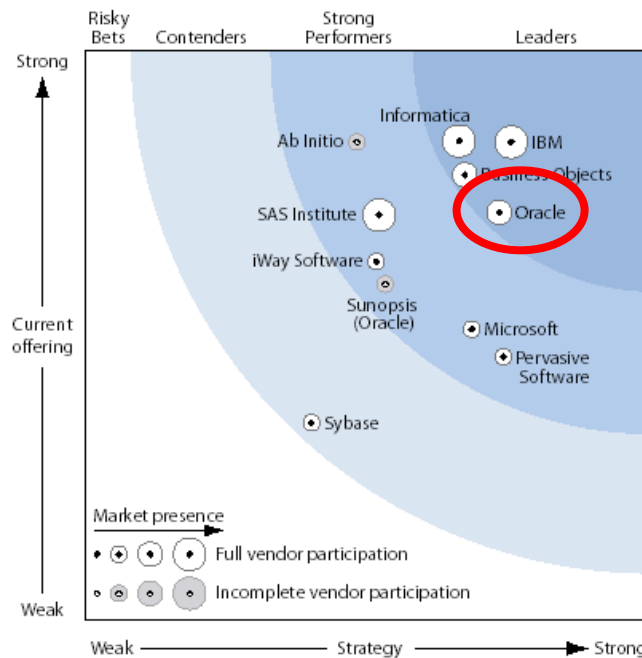 Risky
Bets
Contenders
Strong
Performers
Leaders
Strong
Informatica
Ab Initio
IBM
Business Objects
SAS Institute
Oracle
iWay Software
Sunopsis
(Oracle)
Current
offering
Microsoft
Pervasive
Software
Sybase
Market presence
Full vendor participation
Incomplete vendor participation
Weak
Weak
Strategy
Strong